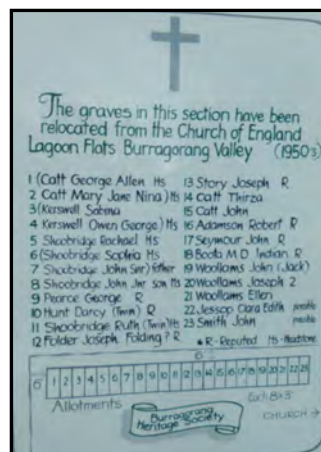 The graves in this section have been
relocated from the Church of England
Lagoon Flats Burragorang Valley (1950s)
1 (Catt George Allen Hs
2 Catt Mary Jane Nina) Hs
3 (Kerswell Sabina
4 Kerswell Owen George) Hs
5 Shoobridge Rachael Hs
6 (Shoobridge Sophia Hs
7 Shoobridge John Snr) father
8 Shoobridge John Jnr son Hs
9 Pearce George R
10 Hunt Darcy (Twin) R
11 Shoobridge Ruth (Twin) Hs
12 Folder Joseph Folding? R
13 Story Joseph R
14 Catt Thirza
15 Catt John
16 Adamson Robert R
17 Seymour John R
18 Boota M D Indian R
19 Woollams John (Jack)
20 Woollams Joseph 2
21 Woollams Ellen
22 Jessop Clara Edith possible
23 Smith John possible
* R - Reputed Hs - Headstone
6'
6' 1 2 3 4 5 6 7 8 9 10 11 12 13 14 15 16 17 18 19 20 21 22 23
Allotments Each 8x3'
Burragorang
Heritage Society
CHURCH →